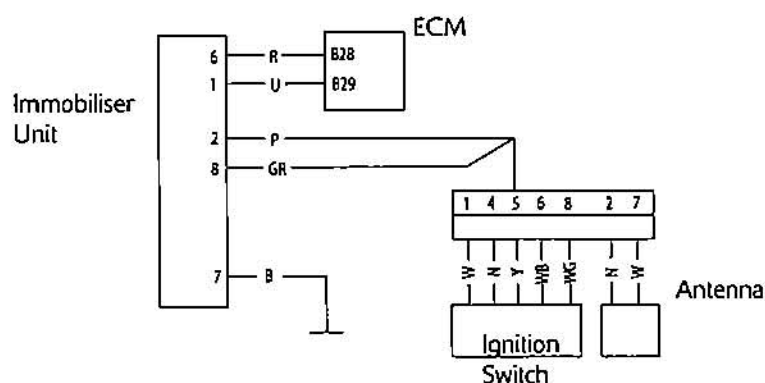 ECM
6 R B28
1 U B29
Immobiliser
Unit
2 P
8 GR
1 4 5 6 8 2 7
7 B
W N Y WB WG N W
Antenna
Ignition
Switch